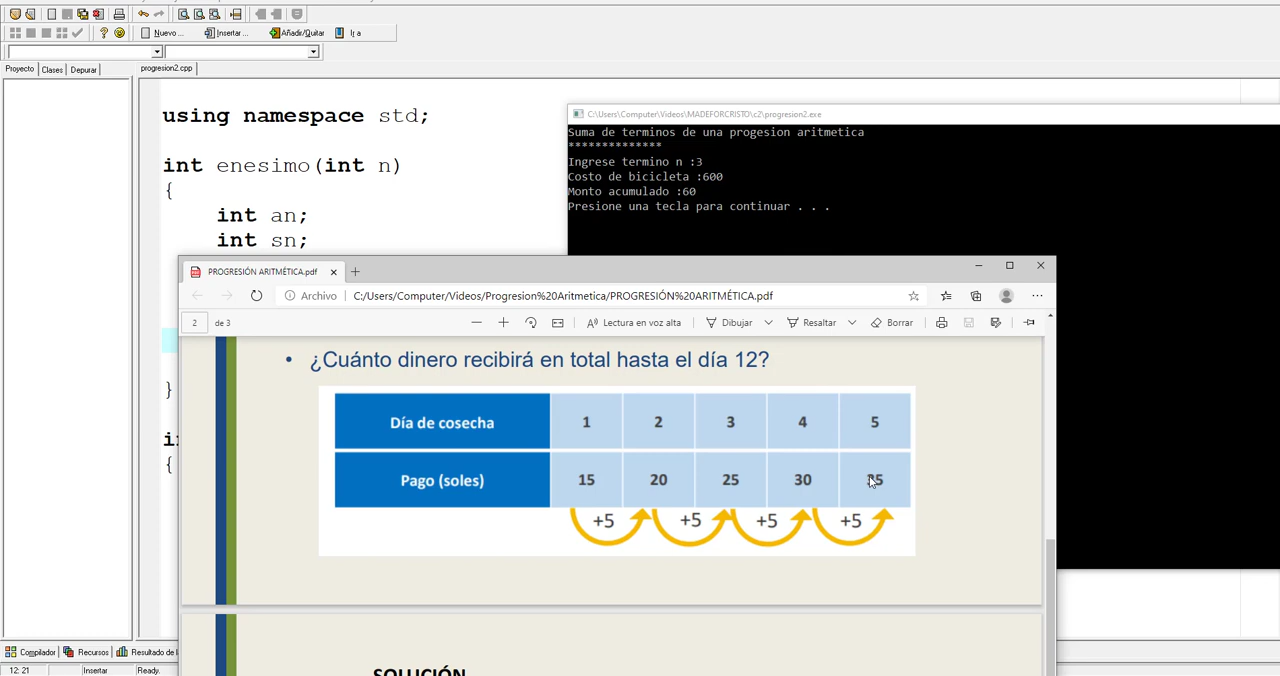 Nuevo ...
Insertar ...
Añadir/Quitar
Ir a
Proyecto
Clases
Depurar
progresion2.cpp
using namespace std;
int enesimo(int n)
{
int an;
int sn;
}
{
C:\Users\Computer\Videos\MADEFORCRISTO\c2\progresion2.exe
Suma de terminos de una progesion aritmetica
**************
Ingrese termino n :3
Costo de bicicleta :600
Monto acumulado :60
Presione una tecla para continuar . . .
PROGRESIÓN ARITMÉTICA.pdf
Archivo
C:/Users/Computer/Videos/Progresion%20Aritmetica/PROGRESIÓN%20ARITMÉTICA.pdf
2 de 3
Lectura en voz alta
Dibujar
Resaltar
Borrar
• ¿Cuánto dinero recibirá en total hasta el día 12?
Día de cosecha 1 2 3 4 5
Pago (soles) 15 20 25 30
+5 +5 +5 +5
SOLUCIÓN
Compilador
Recursos
Resultado de
12: 21
Insertar
Ready.